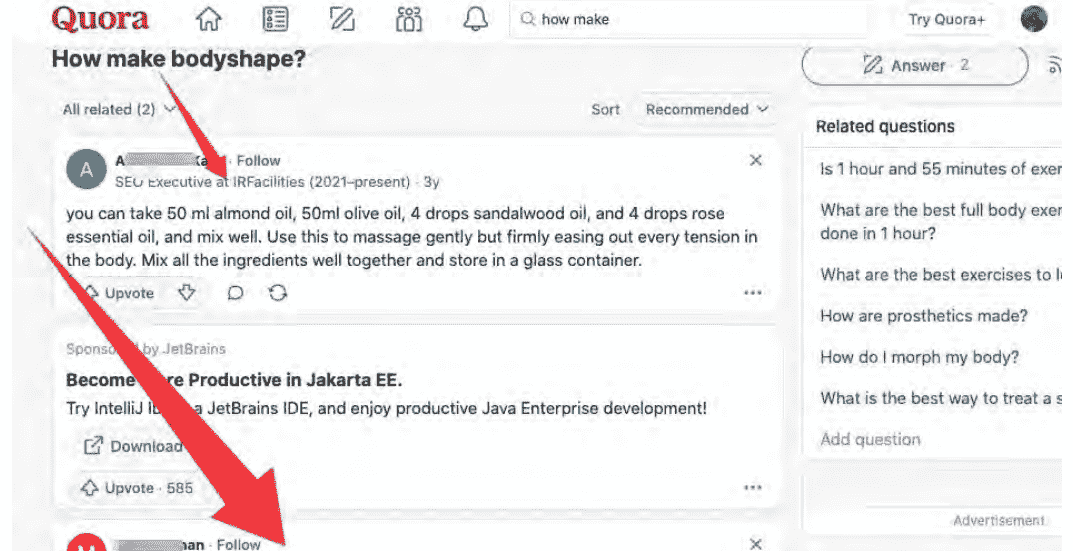 Quora
how make
Try Quora+
How make bodyshape?
Answer · 2
All related (2)
Sort
Recommended
A
A
· Follow
SEO Executive at IRFacilities (2021–present) · 3y
you can take 50 ml almond oil, 50ml olive oil, 4 drops sandalwood oil, and 4 drops rose
essential oil, and mix well. Use this to massage gently but firmly easing out every tension in
the body. Mix all the ingredients well together and store in a glass container.
Upvote
Sponsored by JetBrains
Become More Productive in Jakarta EE.
Try IntelliJ a JetBrains IDE, and enjoy productive Java Enterprise development!
Download
Upvote · 585
· Follow
Related questions
Is 1 hour and 55 minutes of exer
What are the best full body exer
done in 1 hour?
What are the best exercises to l
How are prosthetics made?
How do I morph my body?
What is the best way to treat a s
Add question
Advertisement